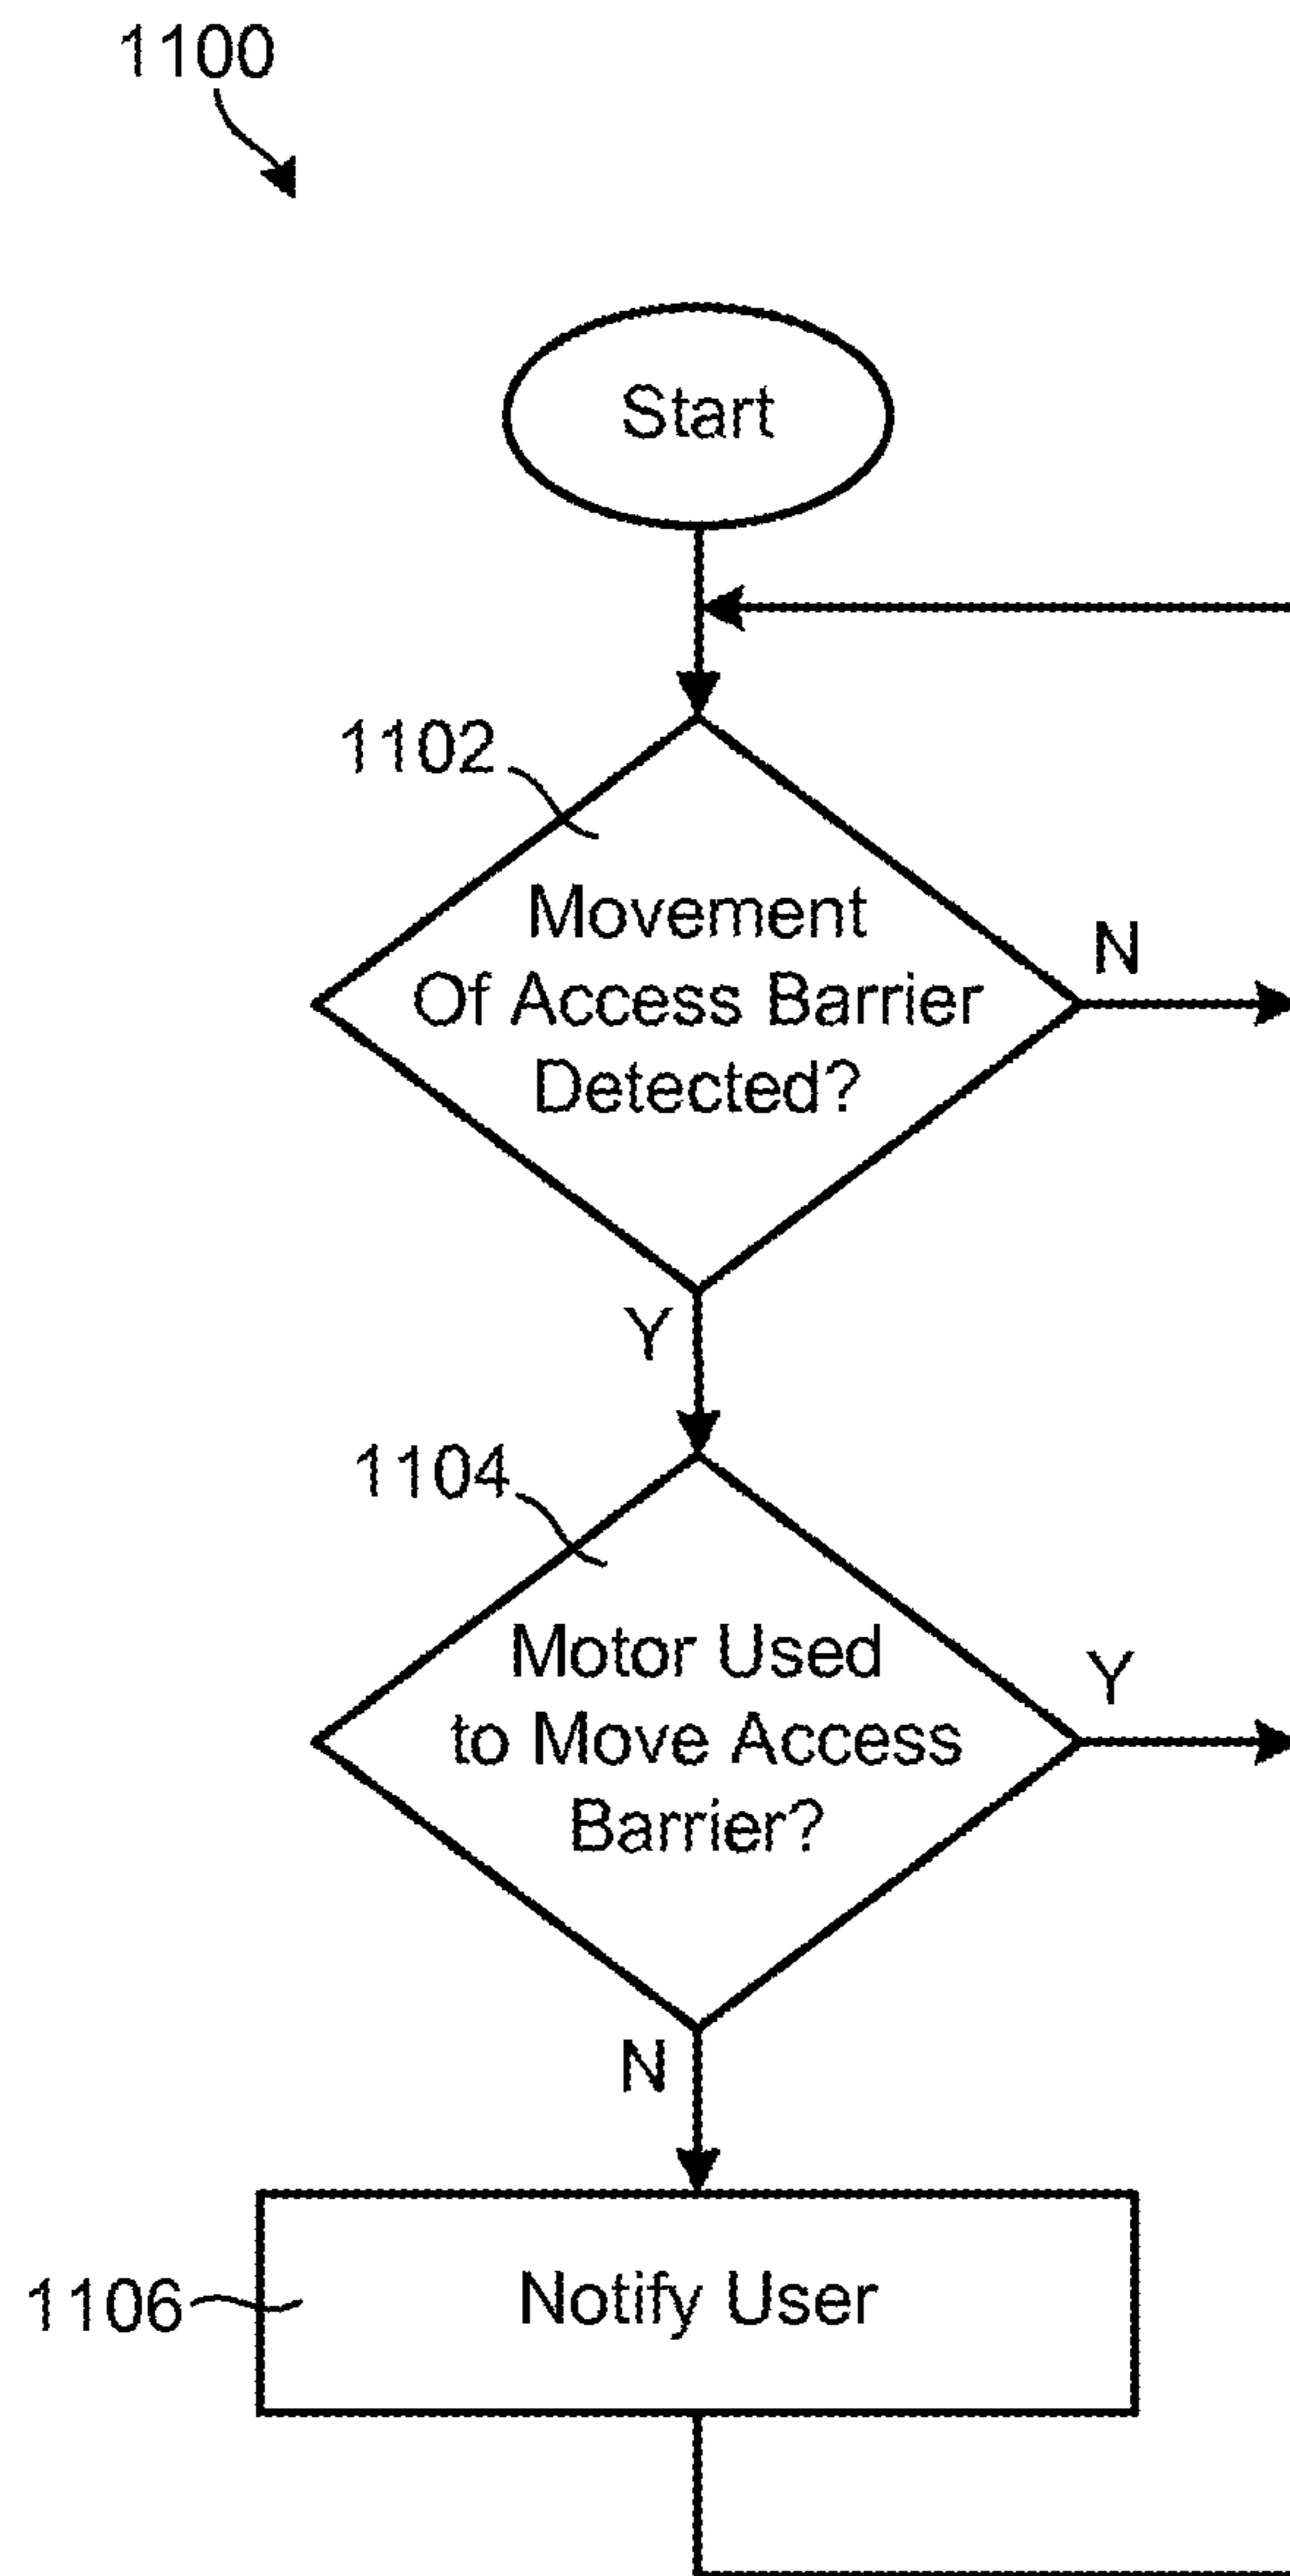 1100
Start
1102
Movement
Of Access Barrier
Detected?
N
Y
1104
Motor Used
to Move Access
Barrier?
Y
N
1106
Notify User